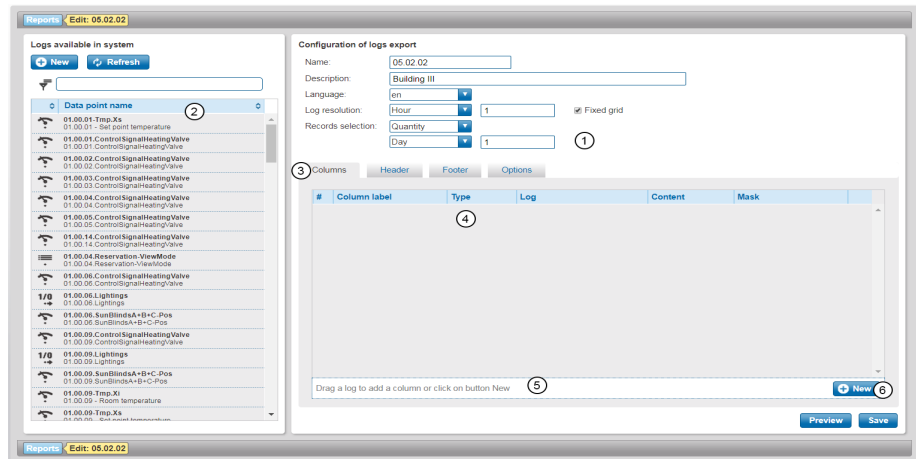 Reports Edit: 05.02.02
Logs available in system
New Refresh
Data point name
2
01.00.01-Tmp.Xs
01.00.01 - Set point temperature
01.00.01.ControlSignalHeatingValve
01.00.01.ControlSignalHeatingValve
01.00.02.ControlSignalHeatingValve
01.00.02.ControlSignalHeatingValve
01.00.03.ControlSignalHeatingValve
01.00.03.ControlSignalHeatingValve
01.00.04.ControlSignalHeatingValve
01.00.04.ControlSignalHeatingValve
01.00.05.ControlSignalHeatingValve
01.00.05.ControlSignalHeatingValve
01.00.14.ControlSignalHeatingValve
01.00.14.ControlSignalHeatingValve
01.00.04.Reservation-ViewMode
01.00.04.Reservation-ViewMode
01.00.06.ControlSignalHeatingValve
01.00.06.ControlSignalHeatingValve
1/0 01.00.06.Lightings
01.00.06.Lightings
01.00.06.SunBlindsA+B+C-Pos
01.00.06.SunBlindsA+B+C-Pos
01.00.09.ControlSignalHeatingValve
01.00.09.ControlSignalHeatingValve
1/0 01.00.09.Lightings
01.00.09.Lightings
01.00.09.SunBlindsA+B+C-Pos
01.00.09.SunBlindsA+B+C-Pos
01.00.09-Tmp.Xi
01.00.09 - Room temperature
01.00.09-Tmp.Xs
01.00.09 - Set point temperature
Configuration of logs export
Name: 05.02.02
Description: Building III
Language: en
Log resolution: Hour 1 Fixed grid
Records selection: Quantity
Day 1
1
3 Columns Header Footer Options
# Column label Type Log Content Mask
4
Drag a log to add a column or click on button New 5
New 6
Preview Save
Reports Edit: 05.02.02